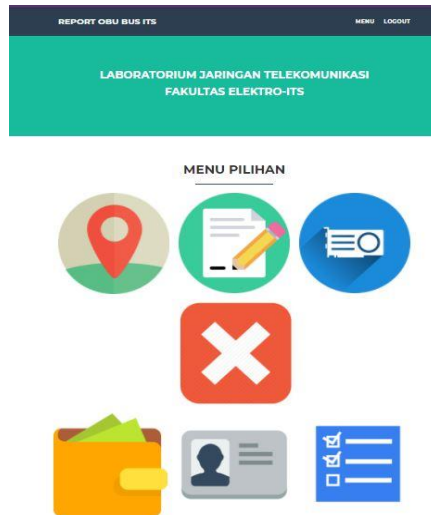 REPORT OBU BUS ITS
MENU LOGOUT
LABORATORIUM JARINGAN TELEKOMUNIKASI
FAKULTAS ELEKTRO-ITS
MENU PILIHAN